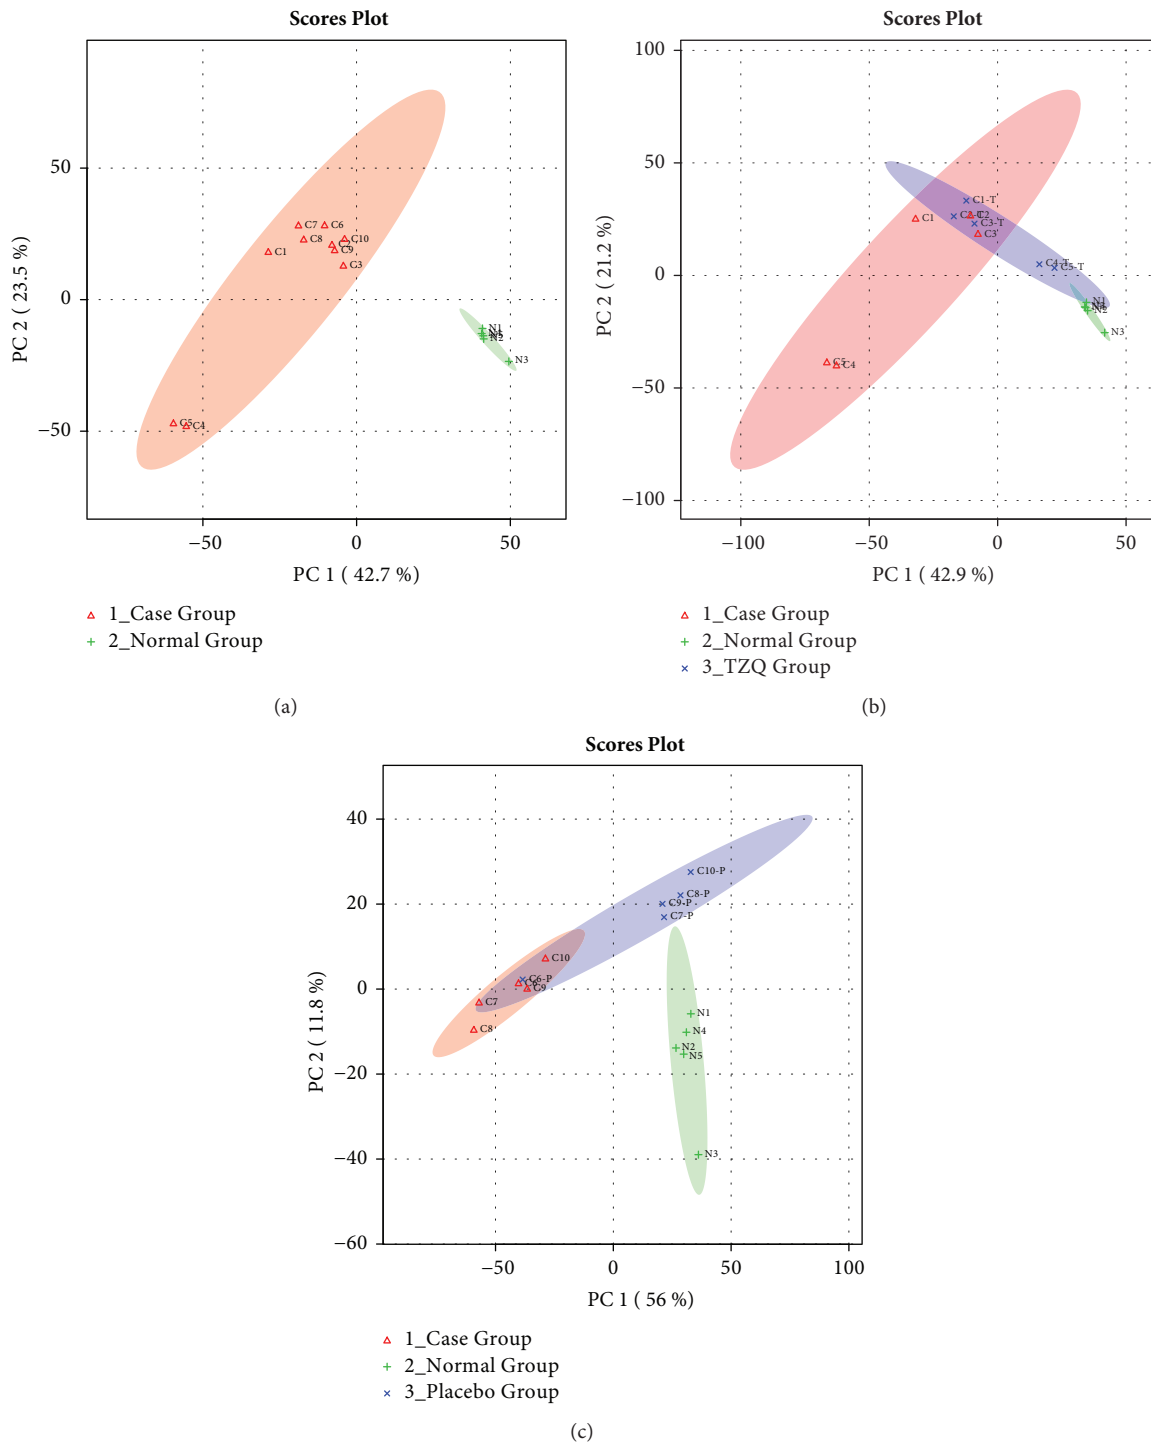 Scores Plot
50
0
−50
PC 2 ( 23.5 %)
C7
C6
C8
C10
C9
C1
C3
C5
C4
N1
N2
N3
−50
0
50
PC 1 ( 42.7 %)
1_Case Group
2_Normal Group
(a)
Scores Plot
100
50
0
−50
−100
PC 2 ( 21.2 %)
C1-T
C1
C2
C3-T
C3
C4-T
C5-T
N1
N2
N3
C5
C4
−100
−50
0
50
PC 1 ( 42.9 %)
1_Case Group
2_Normal Group
3_TZQ Group
(b)
Scores Plot
40
20
0
−20
−40
−60
PC 2 ( 11.8 %)
C10-P
C8-P
C9-P
C7-P
C10
C6-P
C9
C7
C8
N1
N4
N2
N5
N3
−50
0
50
100
PC 1 ( 56 %)
1_Case Group
2_Normal Group
3_Placebo Group
(c)